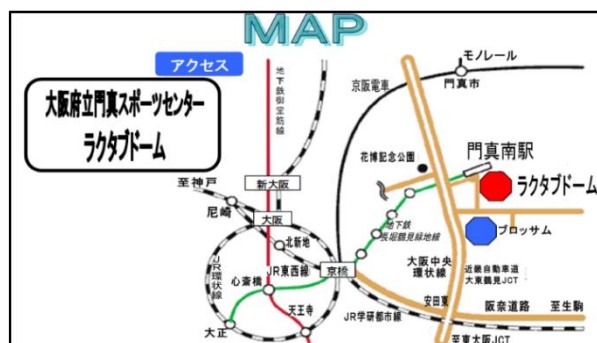 MAP
アクセス
大阪府立門真スポーツセンター
ラクタブドーム
地下鉄御堂筋線
京阪電車
モノレール
門真市
花博記念公園
門真南駅
ラクタブドーム
ブロッサム
至神戸
尼崎
新大阪
大阪
北新地
JR東西線
京橋
地下鉄
長堀鶴見緑地線
JR環状線
心斎橋
天王寺
大正
大阪中央
環状線
近畿自動車道
大東鶴見JCT
安田東
阪奈道路
至生駒
JR学研都市線
至東大阪JCT